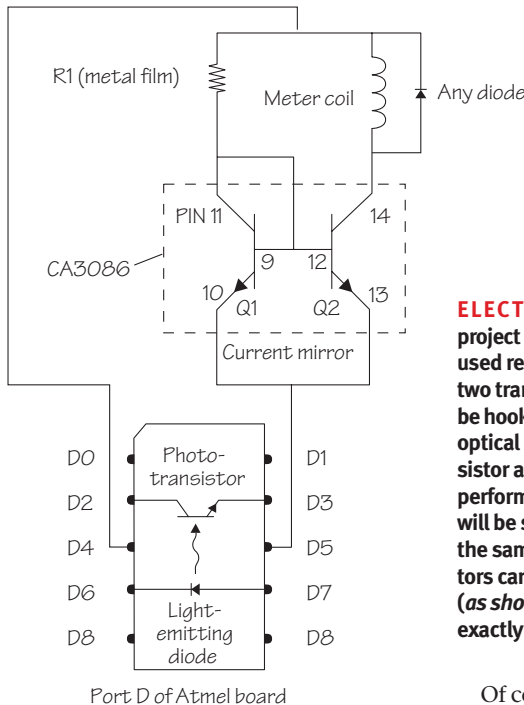 R1 (metal film)
Meter coil
Any diode
PIN 11
14
CA3086
9
12
10
Q1
Q2
13
Current mirror
D0
Photo-
transistor
D1
D2
D3
D4
D5
D6
D7
Light-
emitting
diode
D8
D8
Port D of Atmel board
ELECT
project
used re
two tran
be hook
optical
sistor a
perform
will be s
the sam
tors can
(as sho
exactly
Of co